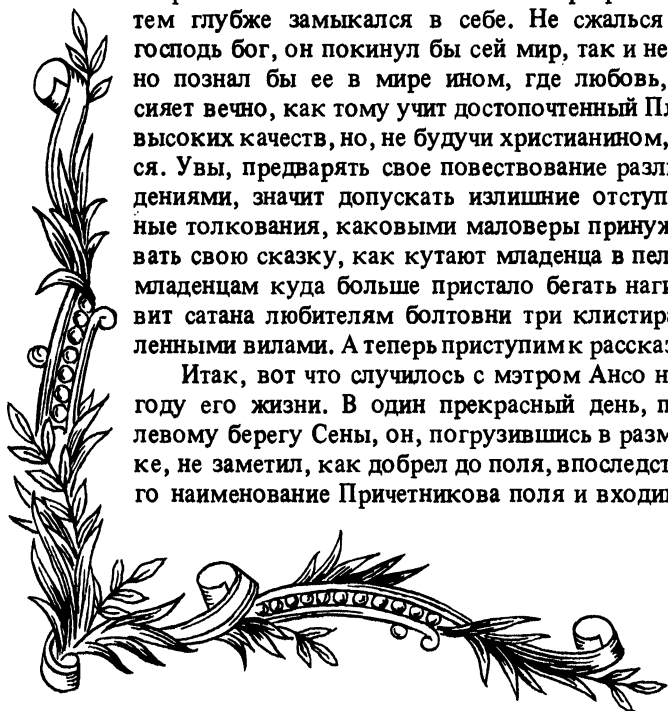 тем глубже замыкался в себе. Не сжалься
господь бог, он покинул бы сей мир, так и не
но познал бы ее в мире ином, где любовь,
сияет вечно, как тому учит достопочтенный Пл
высоких качеств, но, не будучи христианином,
ся. Увы, предварять свое повествование разл
дениями, значит допускать излишние отступ
ные толкования, каковыми маловеры принуж
вать свою сказку, как кутают младенца в пел
младенцам куда больше пристало бегать наги
вит сатана любителям болтовни три клистир
ленными вилами. А теперь приступим к расска
Итак, вот что случилось с мэтром Ансо н
году его жизни. В один прекрасный день, п
левому берегу Сены, он, погрузившись в разм
ке, не заметил, как добрел до поля, впоследст
го наименование Причетникова поля и входи